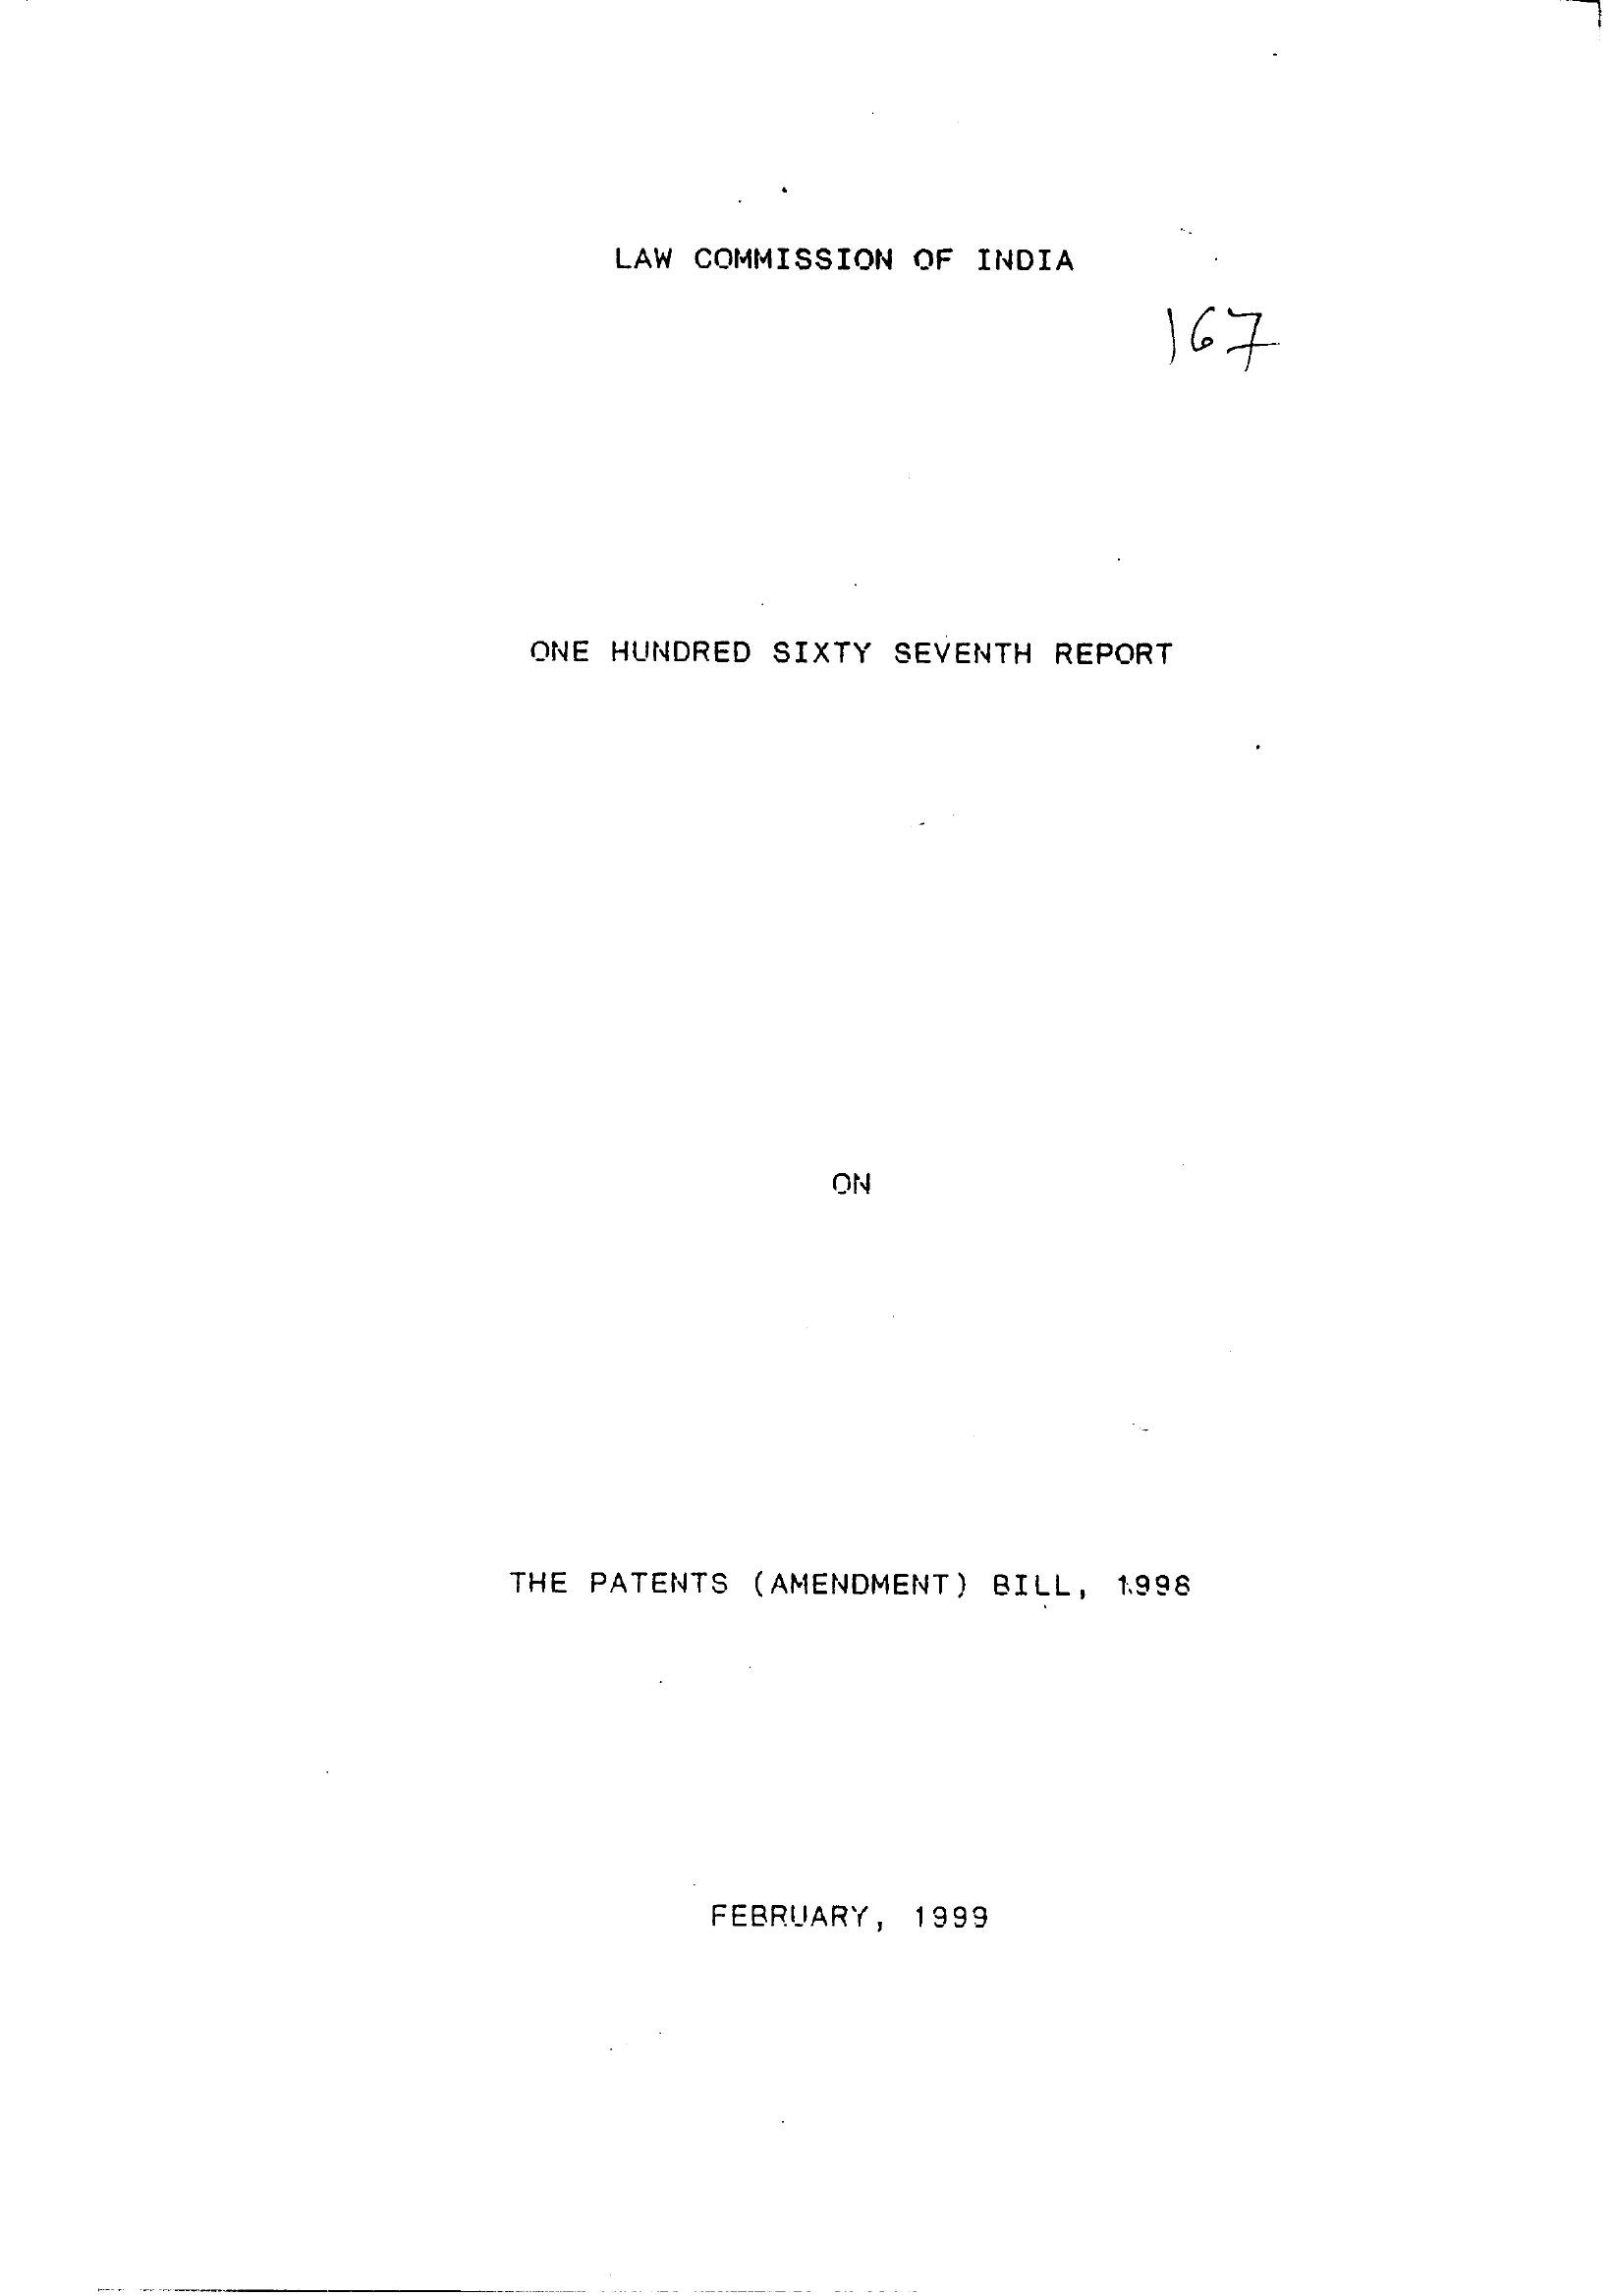 LAW COMMISSION OF INDIA
167
ONE HUNDRED SIXTY SEVENTH REPORT
ON
THE PATENTS (AMENDMENT) BILL, 1998
FEBRUARY, 1999